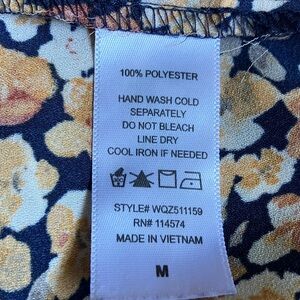 100% POLYESTER
HAND WASH COLD
SEPARATELY
DO NOT BLEACH
LINE DRY
COOL IRON IF NEEDED
STYLE# WQZ511159
RN# 114574
MADE IN VIETNAM
M